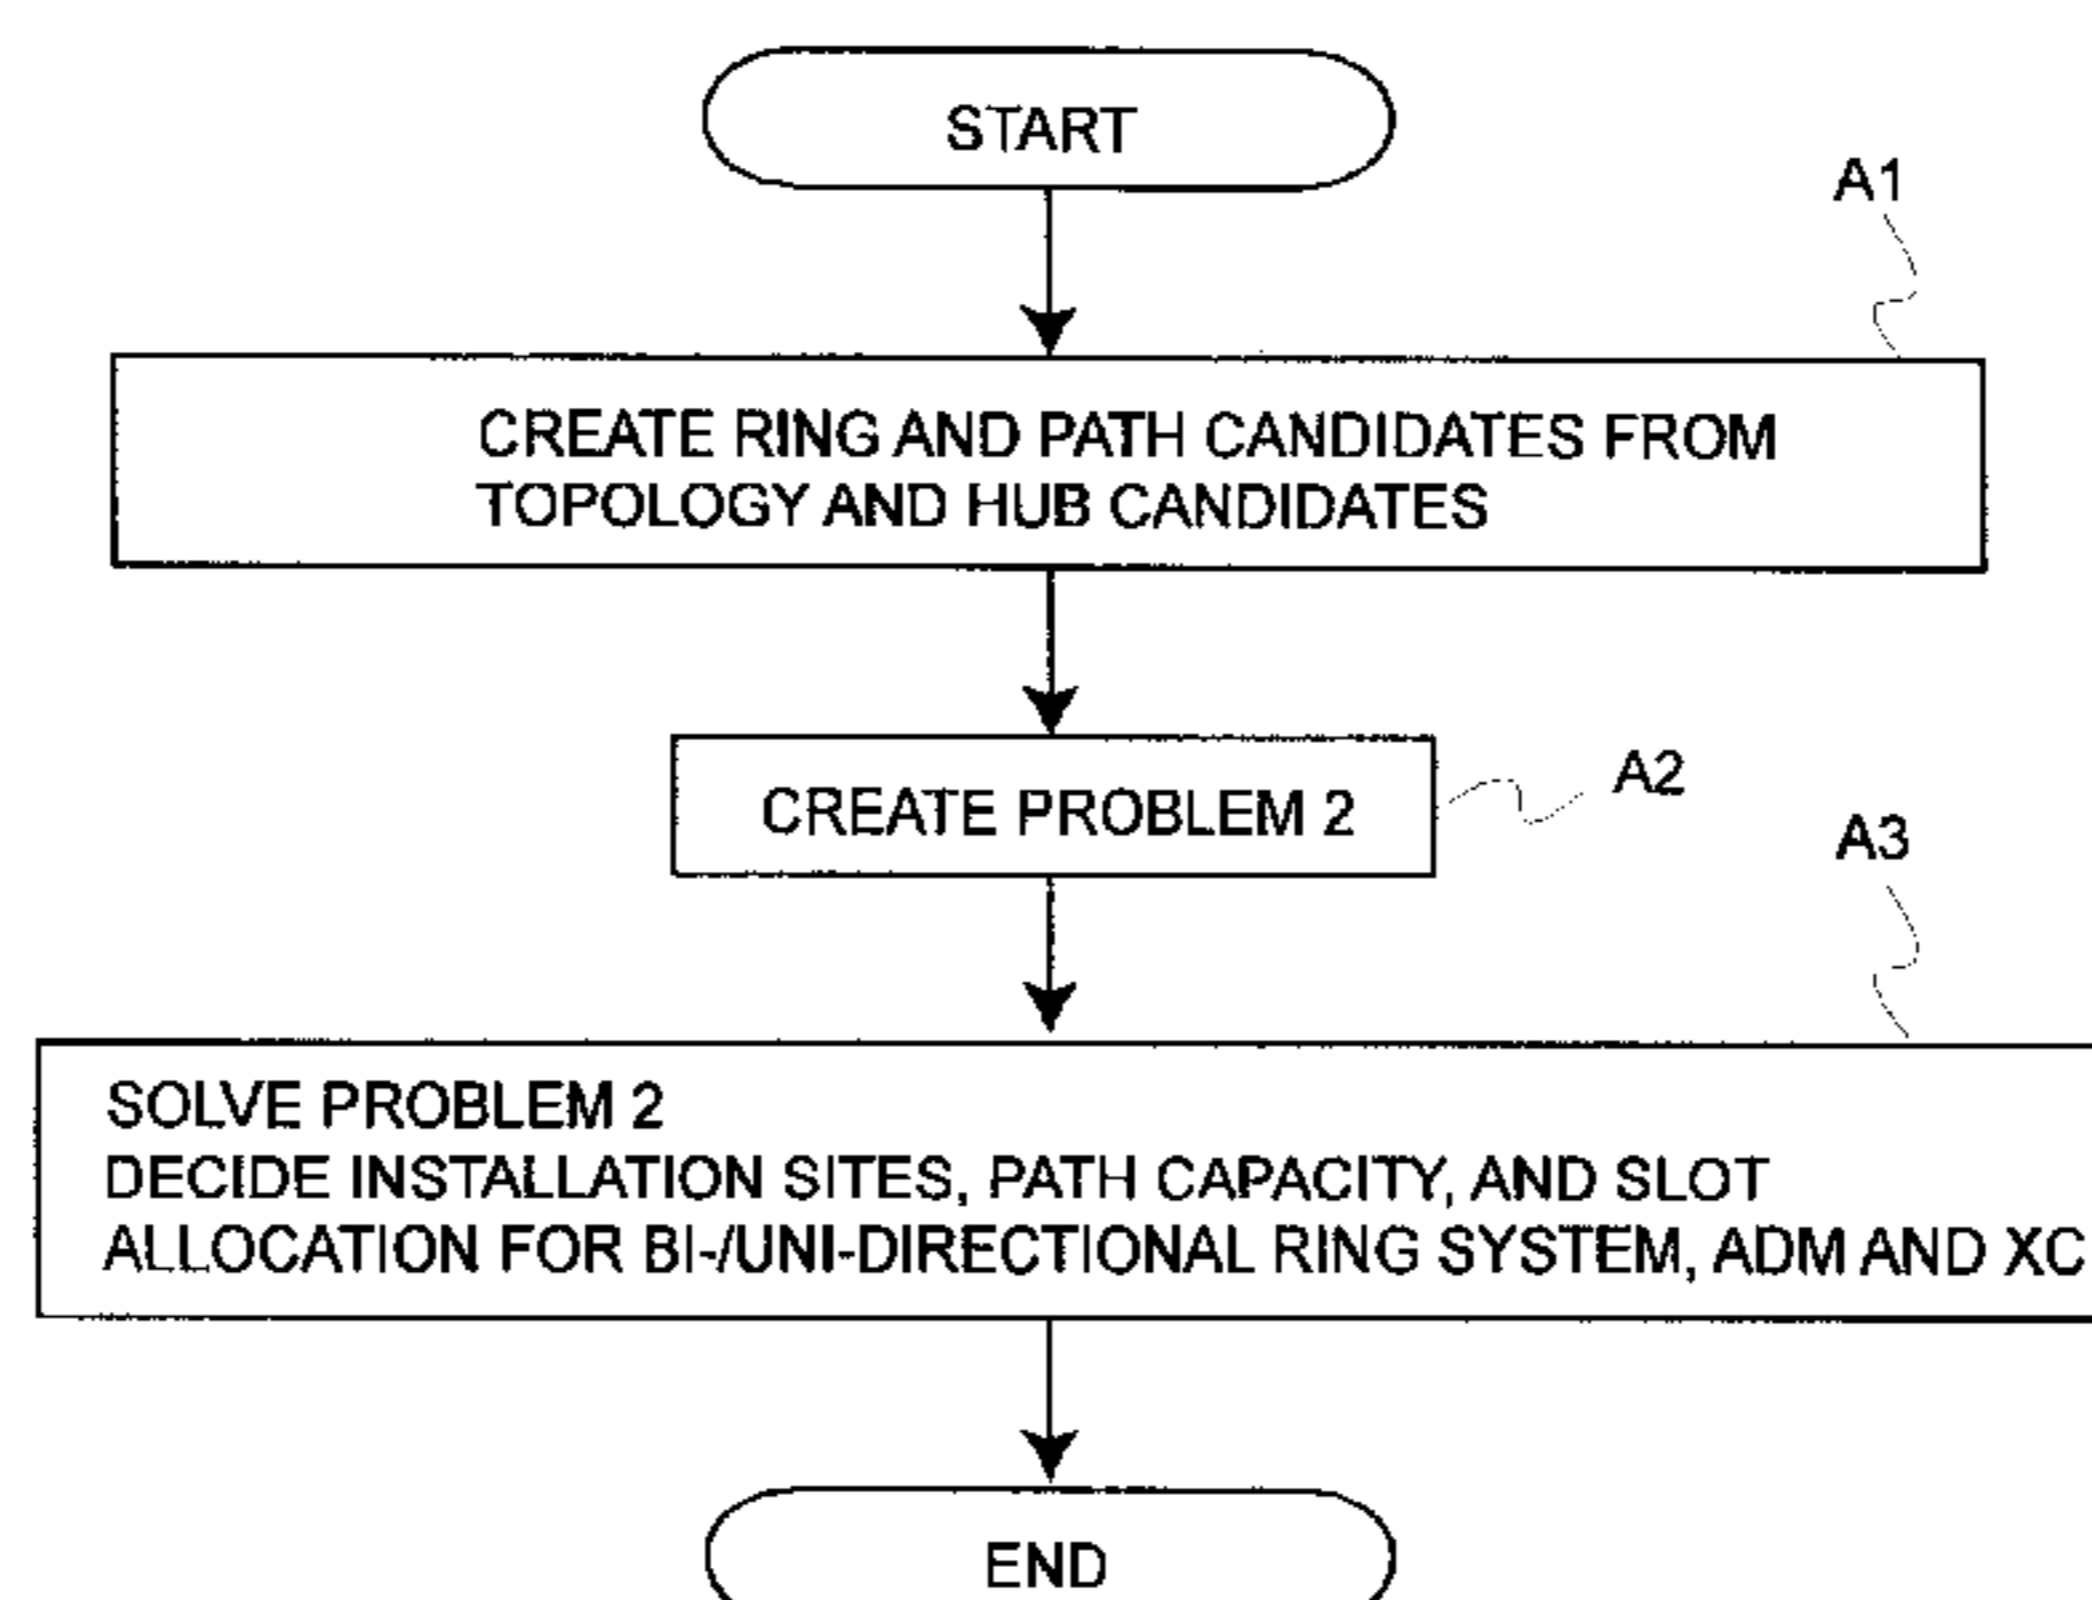 START
A1
CREATE RING AND PATH CANDIDATES FROM
TOPOLOGY AND HUB CANDIDATES
CREATE PROBLEM 2
A2
A3
SOLVE PROBLEM 2
DECIDE INSTALLATION SITES, PATH CAPACITY, AND SLOT
ALLOCATION FOR BI-/UNI-DIRECTIONAL RING SYSTEM, ADM AND XC
END